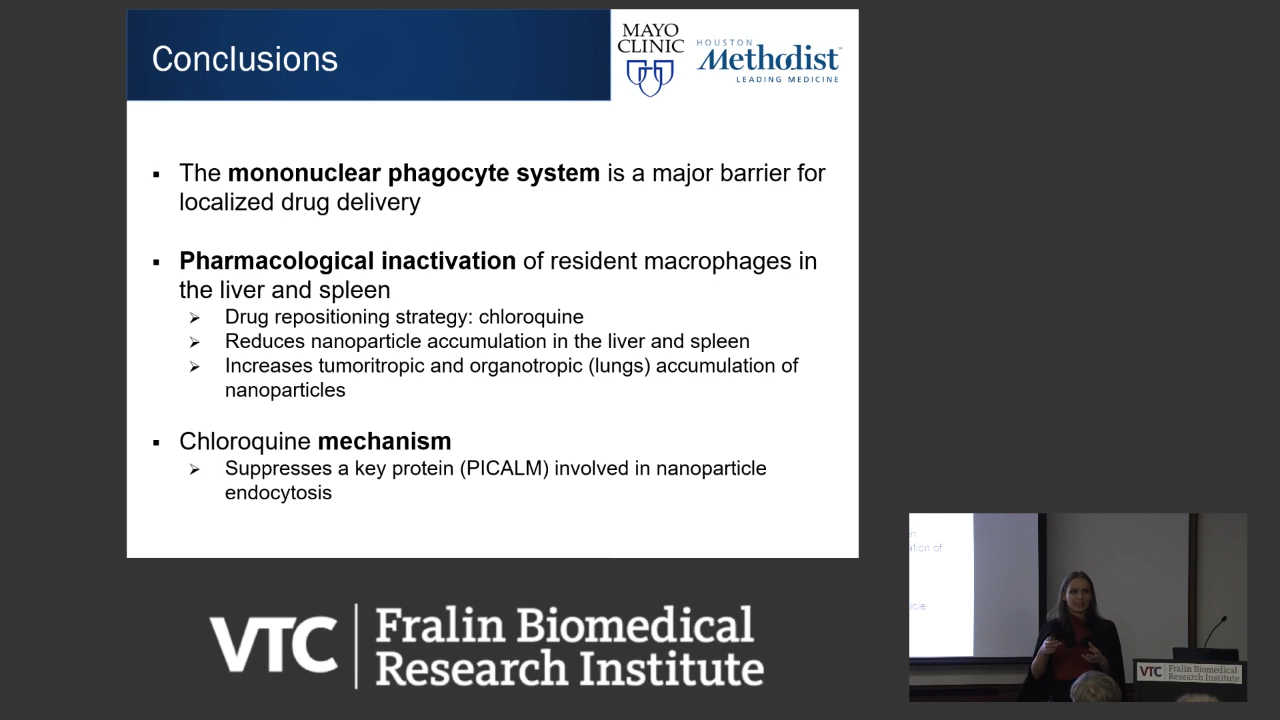 Conclusions
MAYO
CLINIC
HOUSTON
Methodist
LEADING MEDICINE
▪ The mononuclear phagocyte system is a major barrier for
localized drug delivery
▪ Pharmacological inactivation of resident macrophages in
the liver and spleen
➢ Drug repositioning strategy: chloroquine
➢ Reduces nanoparticle accumulation in the liver and spleen
➢ Increases tumoritropic and organotropic (lungs) accumulation of
nanoparticles
▪ Chloroquine mechanism
➢ Suppresses a key protein (PICALM) involved in nanoparticle
endocytosis
VTC
Fralin Biomedical
Research Institute
VTC
Fralin Biomedical
Research Institute